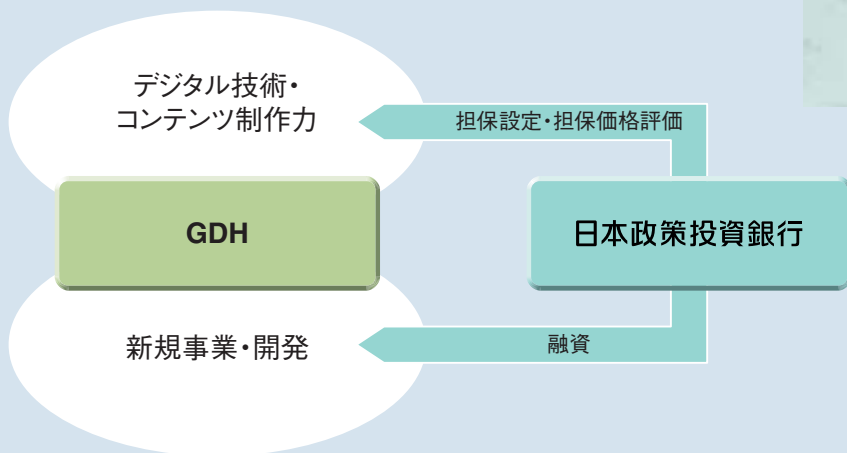 デジタル技術・
コンテンツ制作力
担保設定・担保価格評価
GDH
日本政策投資銀行
新規事業・開発
融資